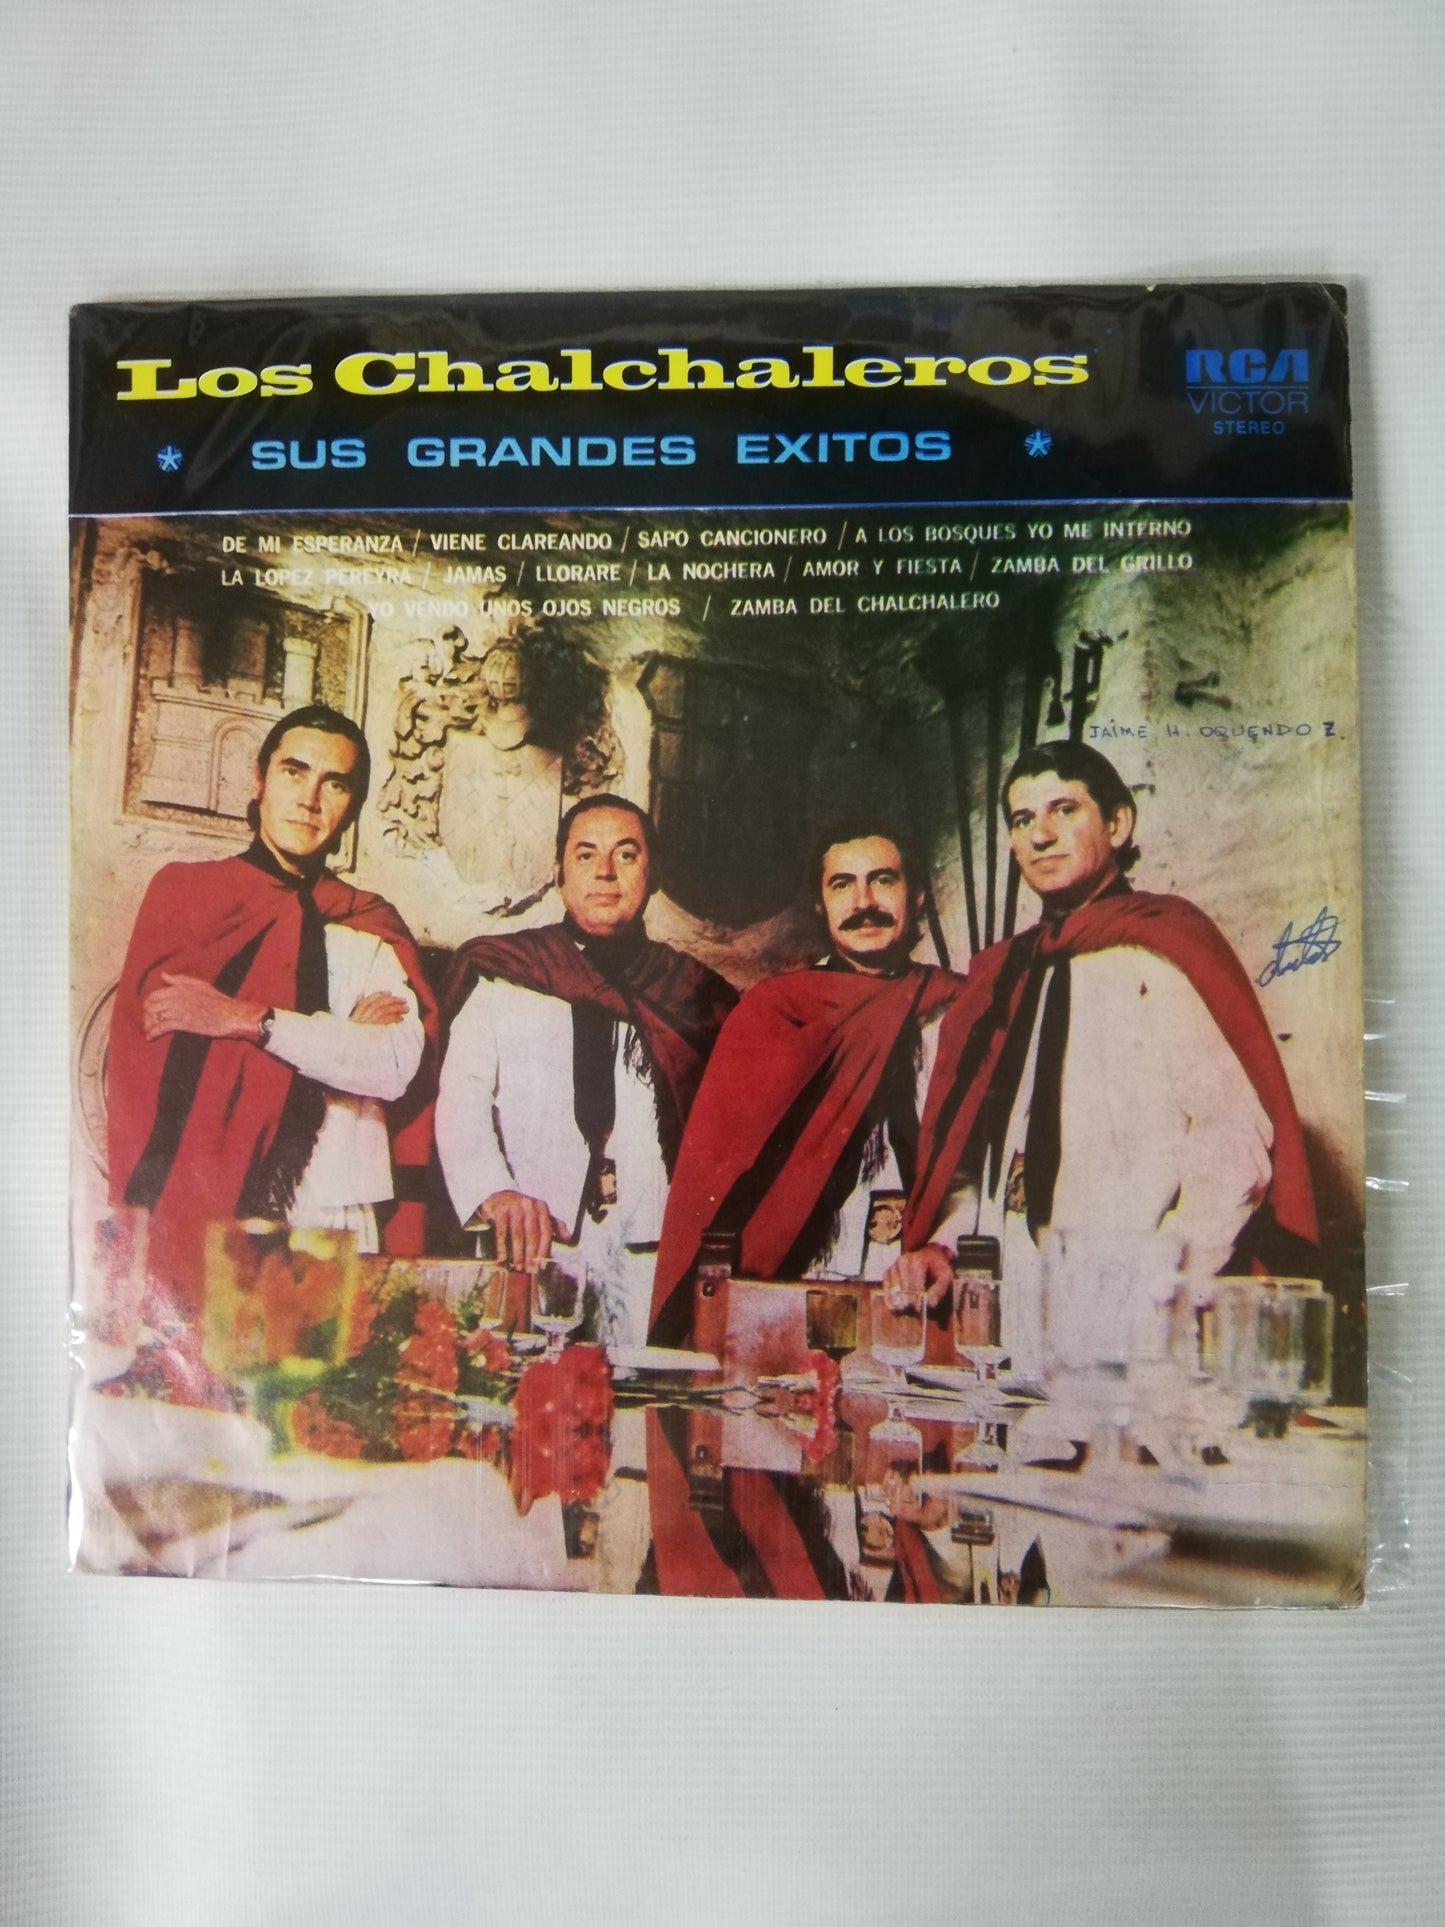 Los Chalchaleros
RCA
VICTOR
STEREO
* SUS GRANDES EXITOS *
DE MI ESPERANZA / VIENE CLAREANDO / SAPO CANCIONERO / A LOS BOSQUES YO ME INTERNO
LA LOPEZ PEREYRA / JAMAS / LLORARE / LA NOCHERA / AMOR Y FIESTA / ZAMBA DEL GRILLO
YO VENDO UNOS OJOS NEGROS / ZAMBA DEL CHALCHALERO
JAIME H. OQUENDO Z.